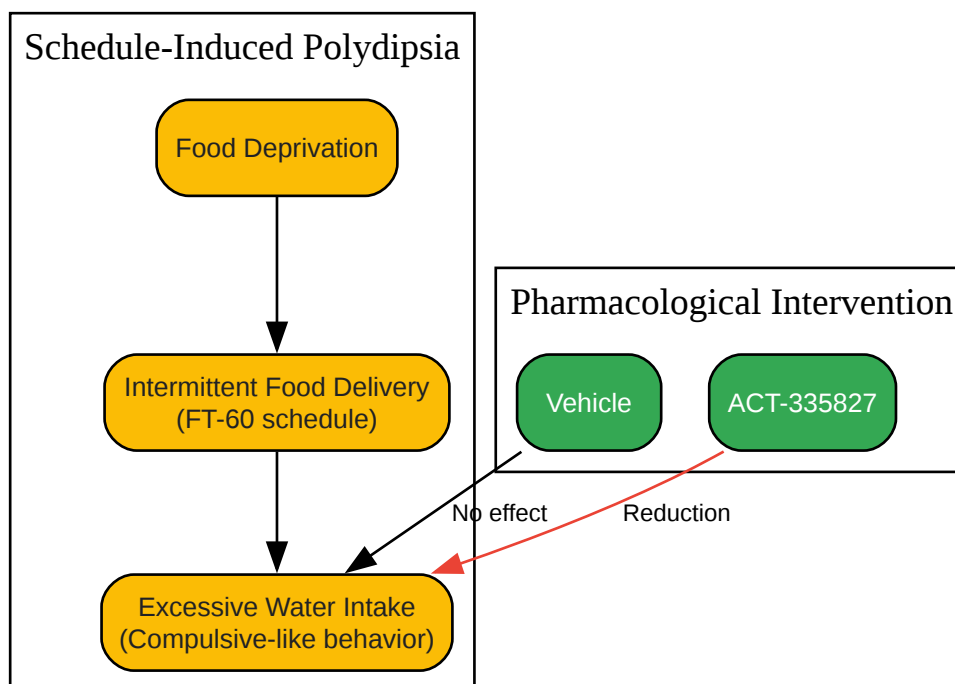 Schedule-Induced Polydipsia
Food Deprivation
Intermittent Food Delivery
(FT-60 schedule)
Excessive Water Intake
(Compulsive-like behavior)
Pharmacological Intervention
Vehicle
ACT-335827
No effect
Reduction